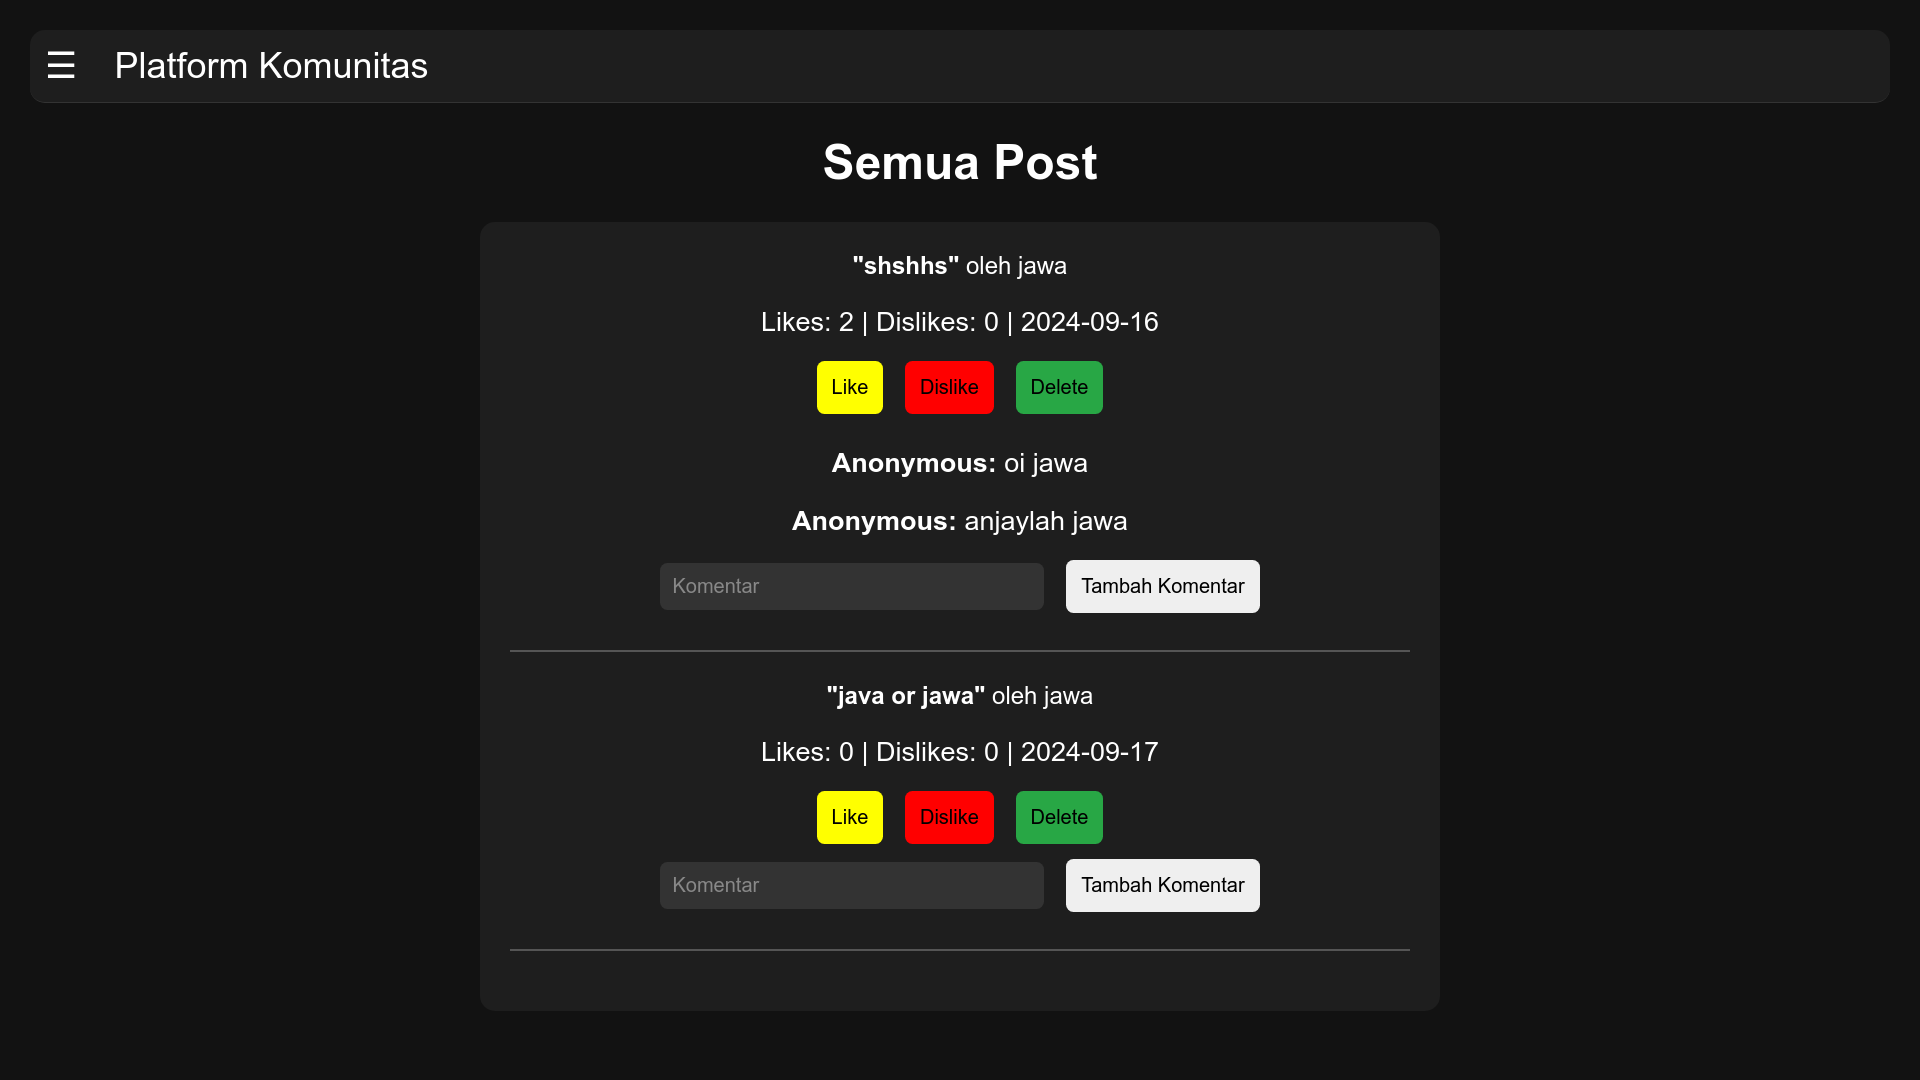 ☰ Platform Komunitas
Semua Post
"shshhs" oleh jawa
Likes: 2 | Dislikes: 0 | 2024-09-16
Like Dislike Delete
Anonymous: oi jawa
Anonymous: anjaylah jawa
Komentar Tambah Komentar
"java or jawa" oleh jawa
Likes: 0 | Dislikes: 0 | 2024-09-17
Like Dislike Delete
Komentar Tambah Komentar